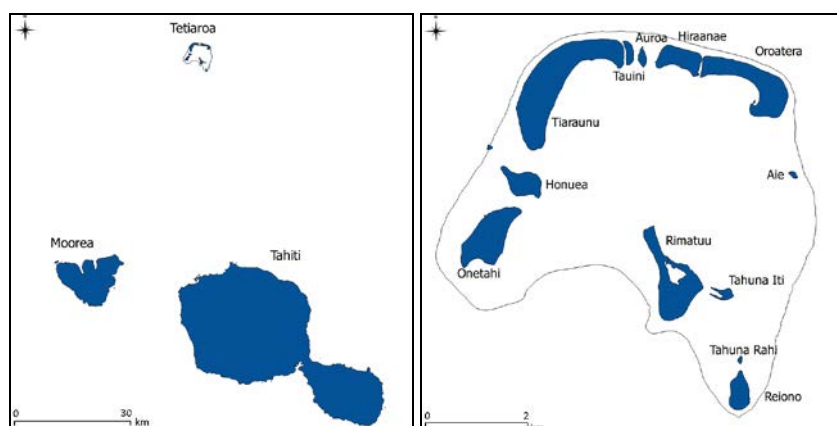 Tetiaroa
Moorea
Tahiti
0 30
km
Auroa
Hiraanae
Oroatera
Tauini
Tiaraunu
Aie
Honuea
Rimatuu
Onetahi
Tahuna Iti
Tahuna Rahi
Reiono
0 2
km